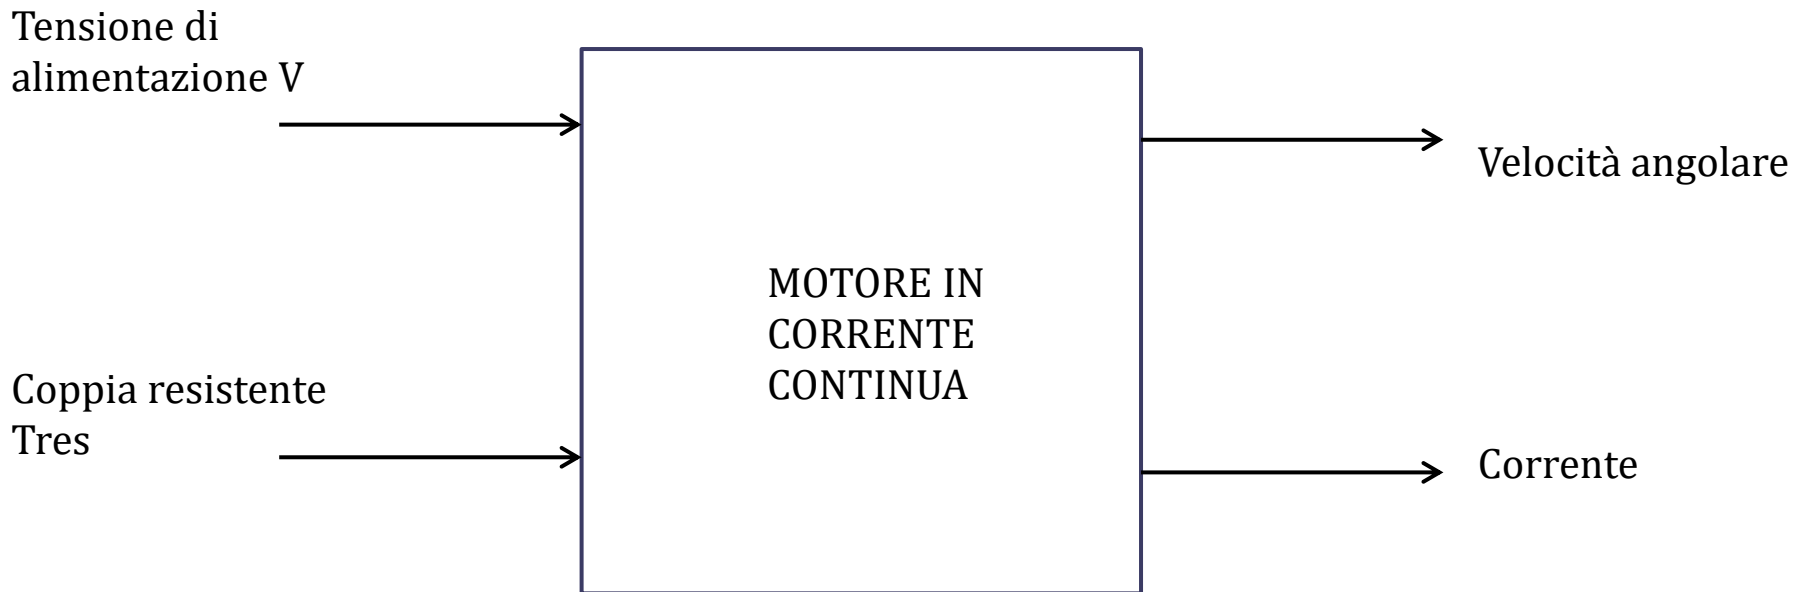 Tensione di
alimentazione V
Velocità angolare
MOTORE IN
CORRENTE
CONTINUA
Coppia resistente
Tres
Corrente